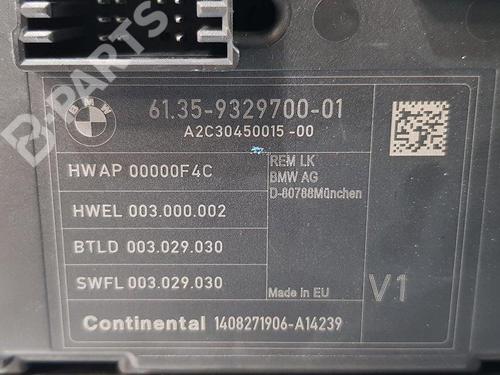 B-PARTS
BMW
61.35-9329700-01
A2C30450015-00
HWAP 00000F4C
HWEL 003.000.002
BTLD 003.029.030
SWFL 003.029.030
REM LK
BMW AG
D-80788München
Made in EU
V1
Continental 1408271906-A14239